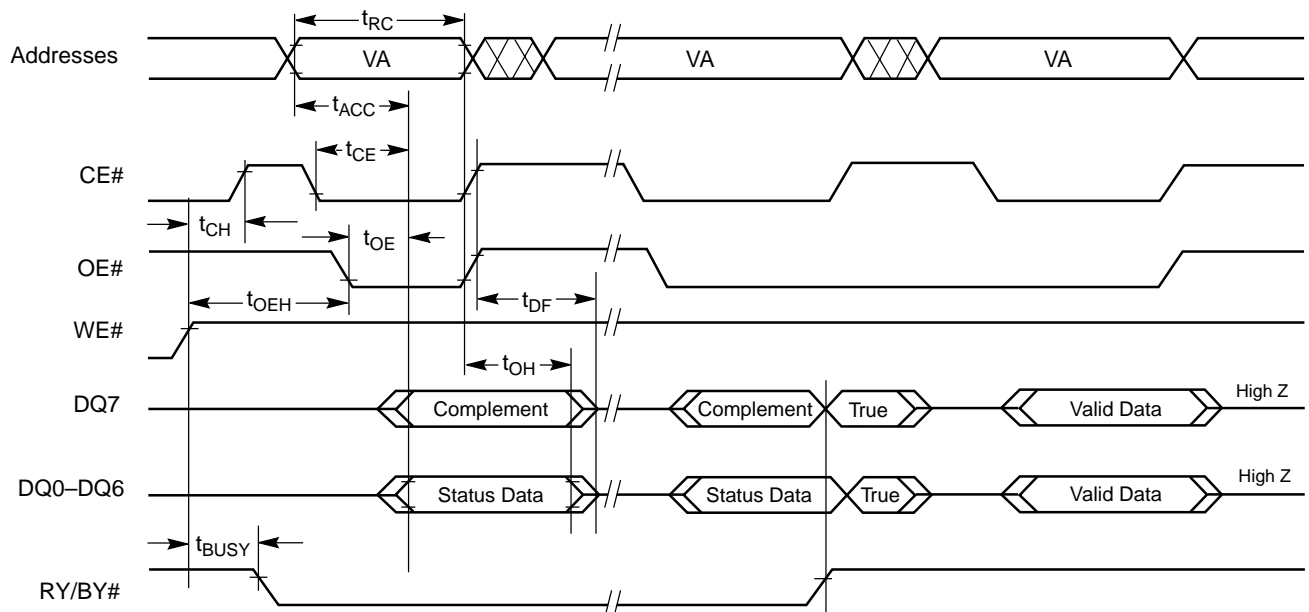 tRC
Addresses VA VA VA
tACC
tCE
CE#
tCH tOE
OE#
tOEH tDF
WE#
tOH
DQ7 Complement Complement True Valid Data High Z
DQ0–DQ6 Status Data Status Data True Valid Data High Z
tBUSY
RY/BY#